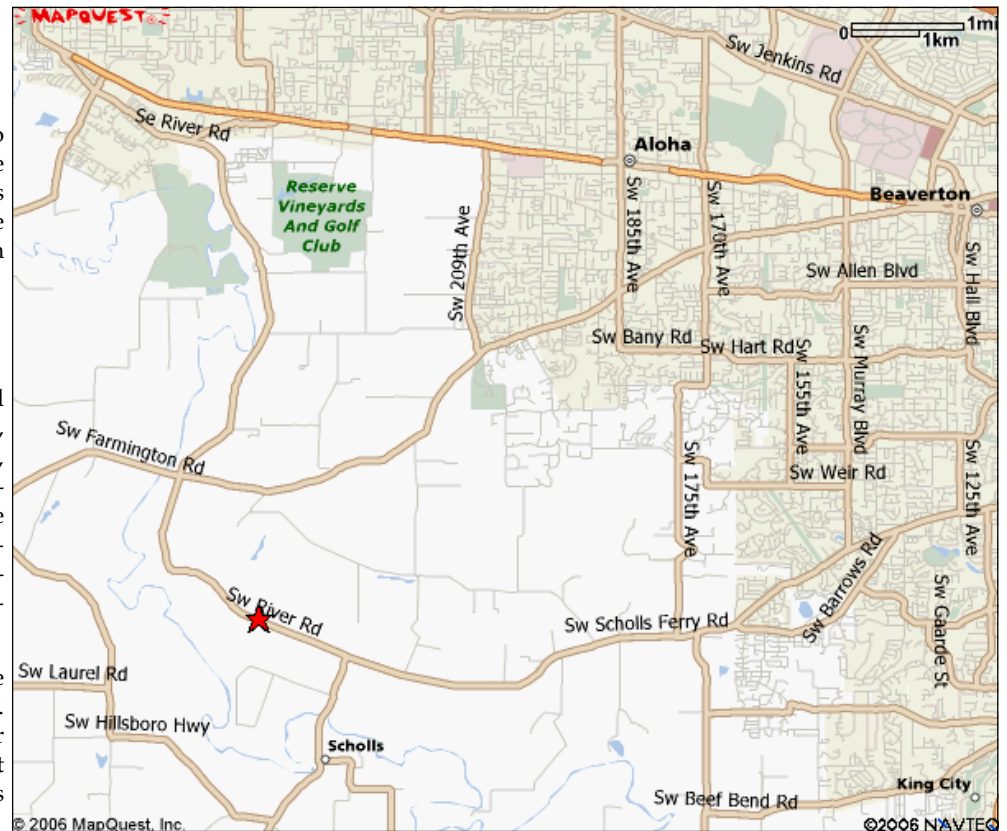 MAPQUEST
0
1mi
1km
Sw Jenkins Rd
Se River Rd
Aloha
Beaverton
Reserve
Vineyards
And Golf
Club
Sw 209th Ave
Sw 185th Ave
Sw 170th Ave
Sw Allen Blvd
Sw Hall Blvd
Sw Bany Rd
Sw Hart Rd
Sw 155th Ave
Sw Murray Blvd
Sw Farmington Rd
Sw 175th Ave
Sw Weir Rd
Sw 125th Ave
Sw River Rd
Sw Scholls Ferry Rd
Sw Barrows Rd
Sw Gaarde St
Sw Laurel Rd
Sw Hillsboro Hwy
Scholls
King City
Sw Beef Bend Rd
© 2006 MapQuest, Inc.
©2006 NAVTEQ